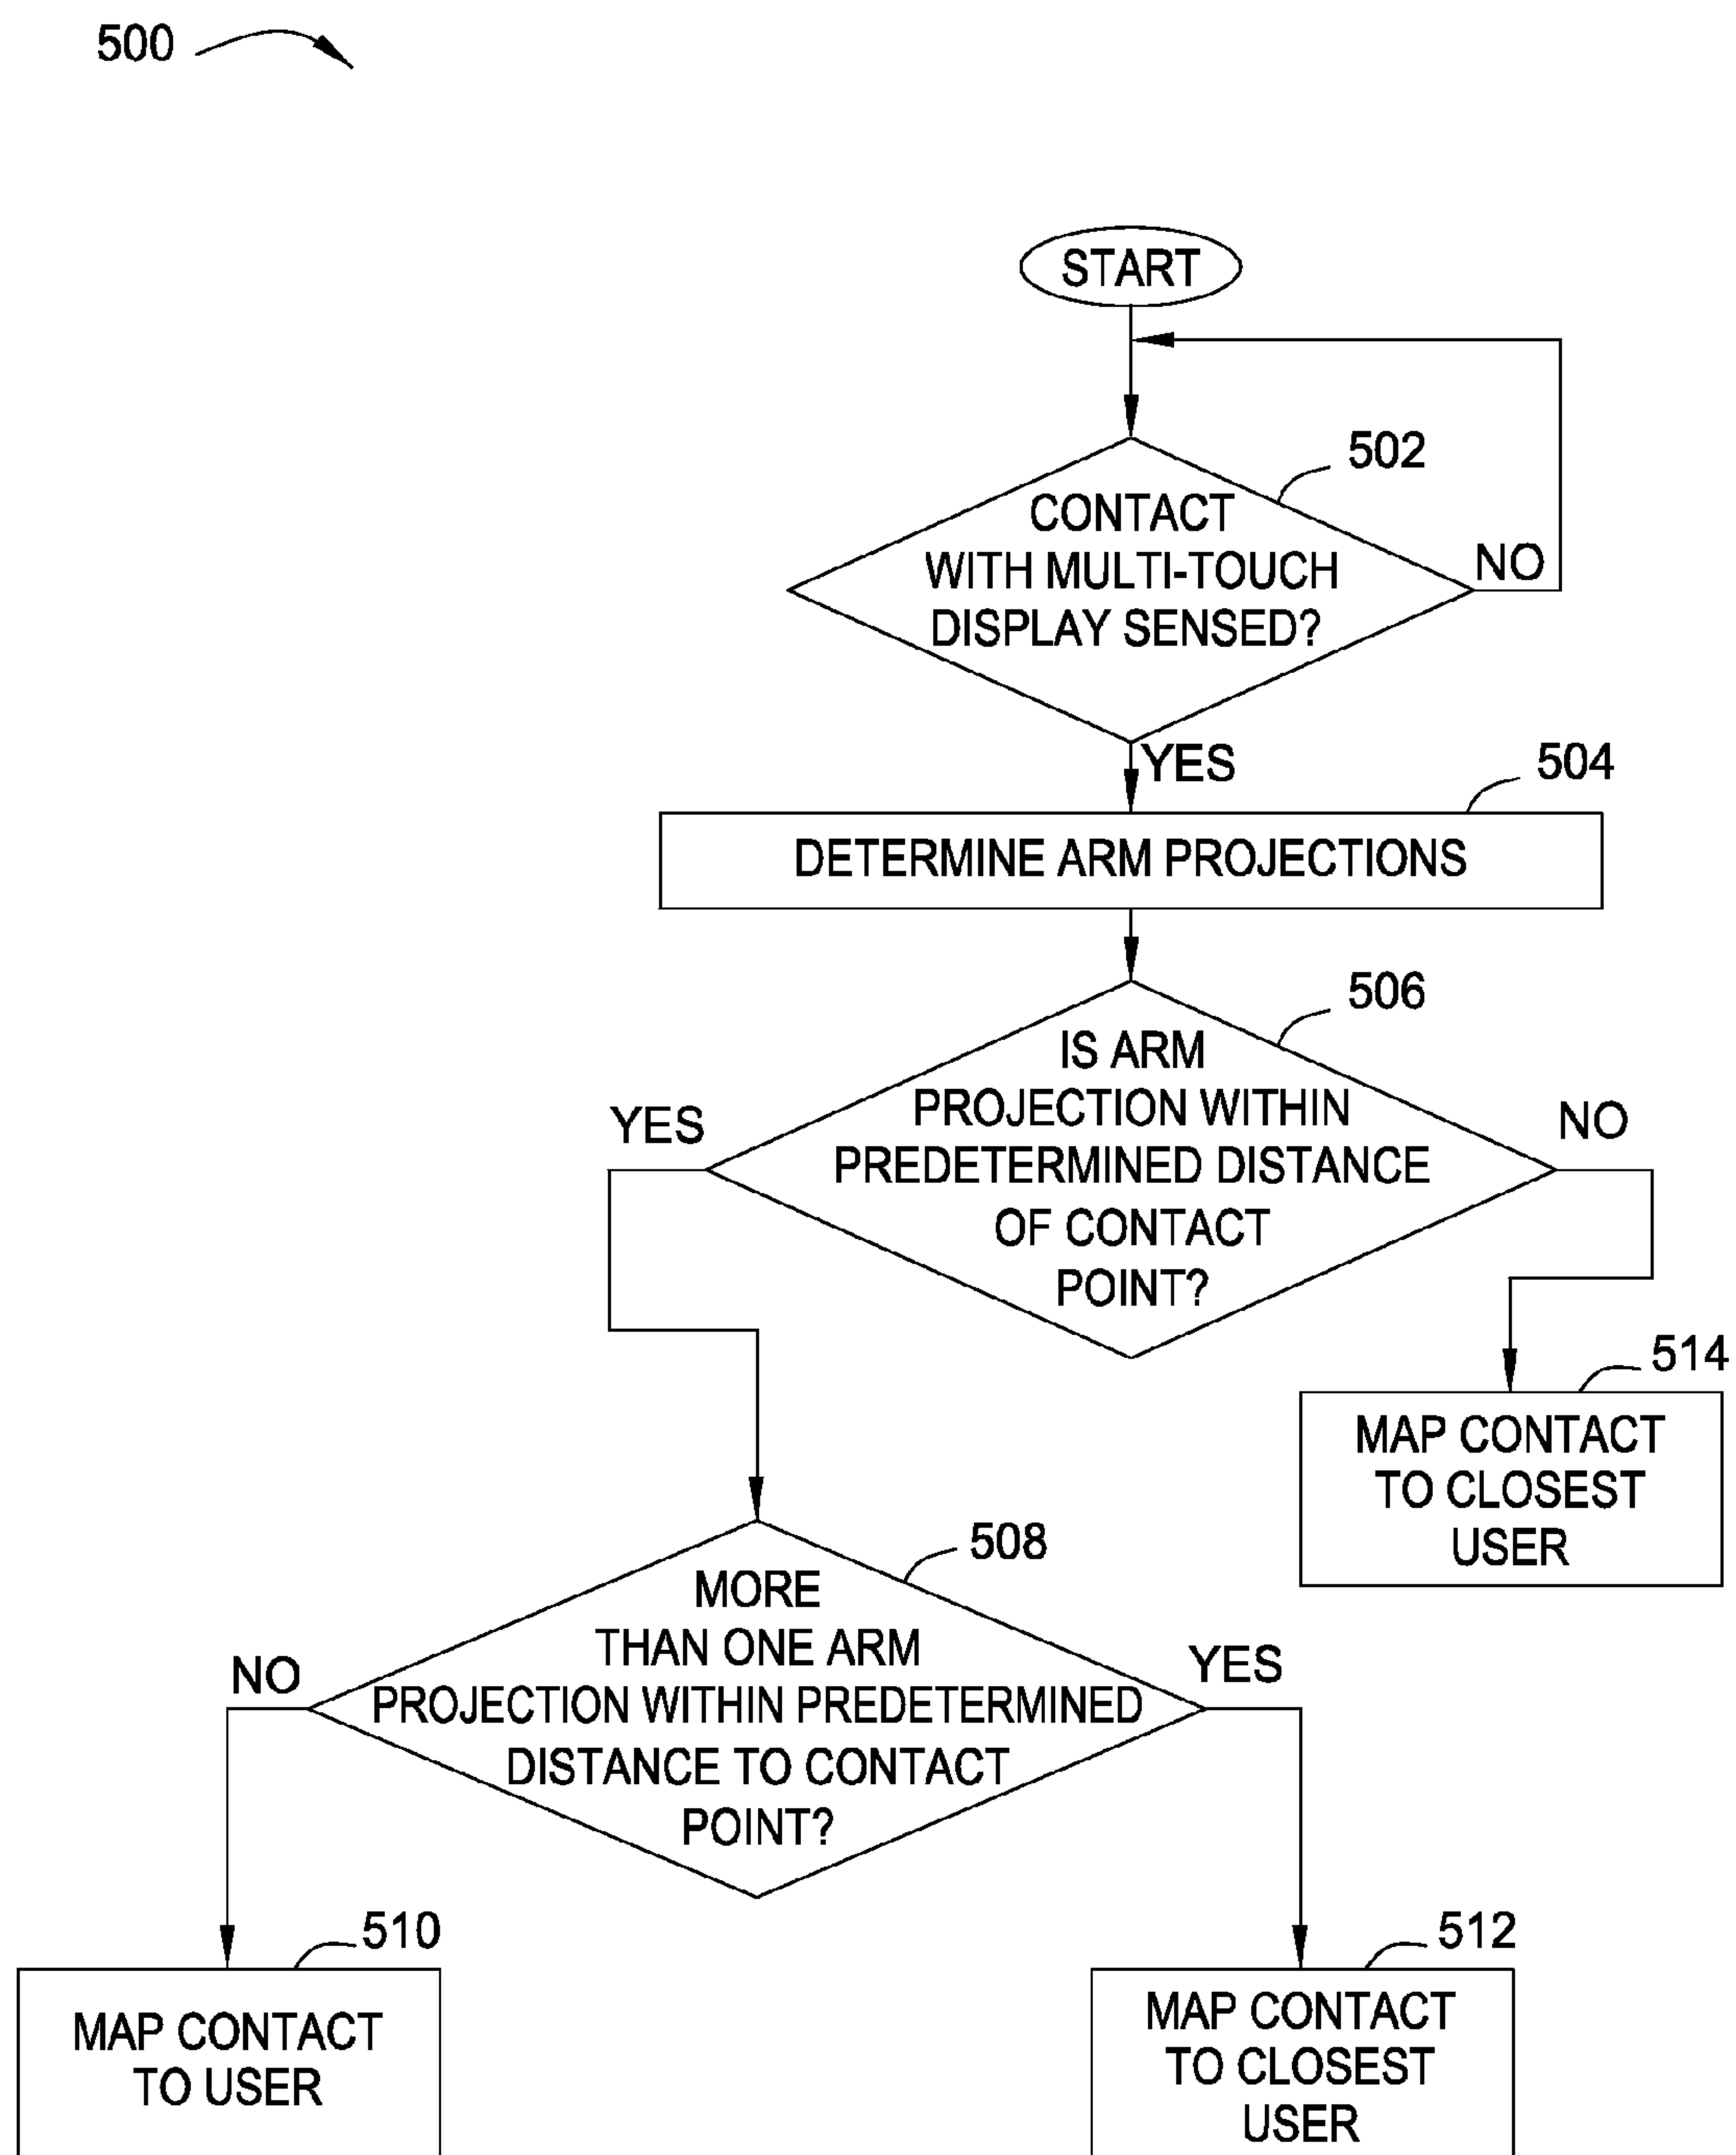 500
START
502
CONTACT
WITH MULTI-TOUCH
DISPLAY SENSED?
NO
YES
504
DETERMINE ARM PROJECTIONS
506
IS ARM
PROJECTION WITHIN
PREDETERMINED DISTANCE
OF CONTACT
POINT?
YES
NO
514
MAP CONTACT
TO CLOSEST
USER
508
MORE
THAN ONE ARM
PROJECTION WITHIN PREDETERMINED
DISTANCE TO CONTACT
POINT?
NO
YES
510
MAP CONTACT
TO USER
512
MAP CONTACT
TO CLOSEST
USER